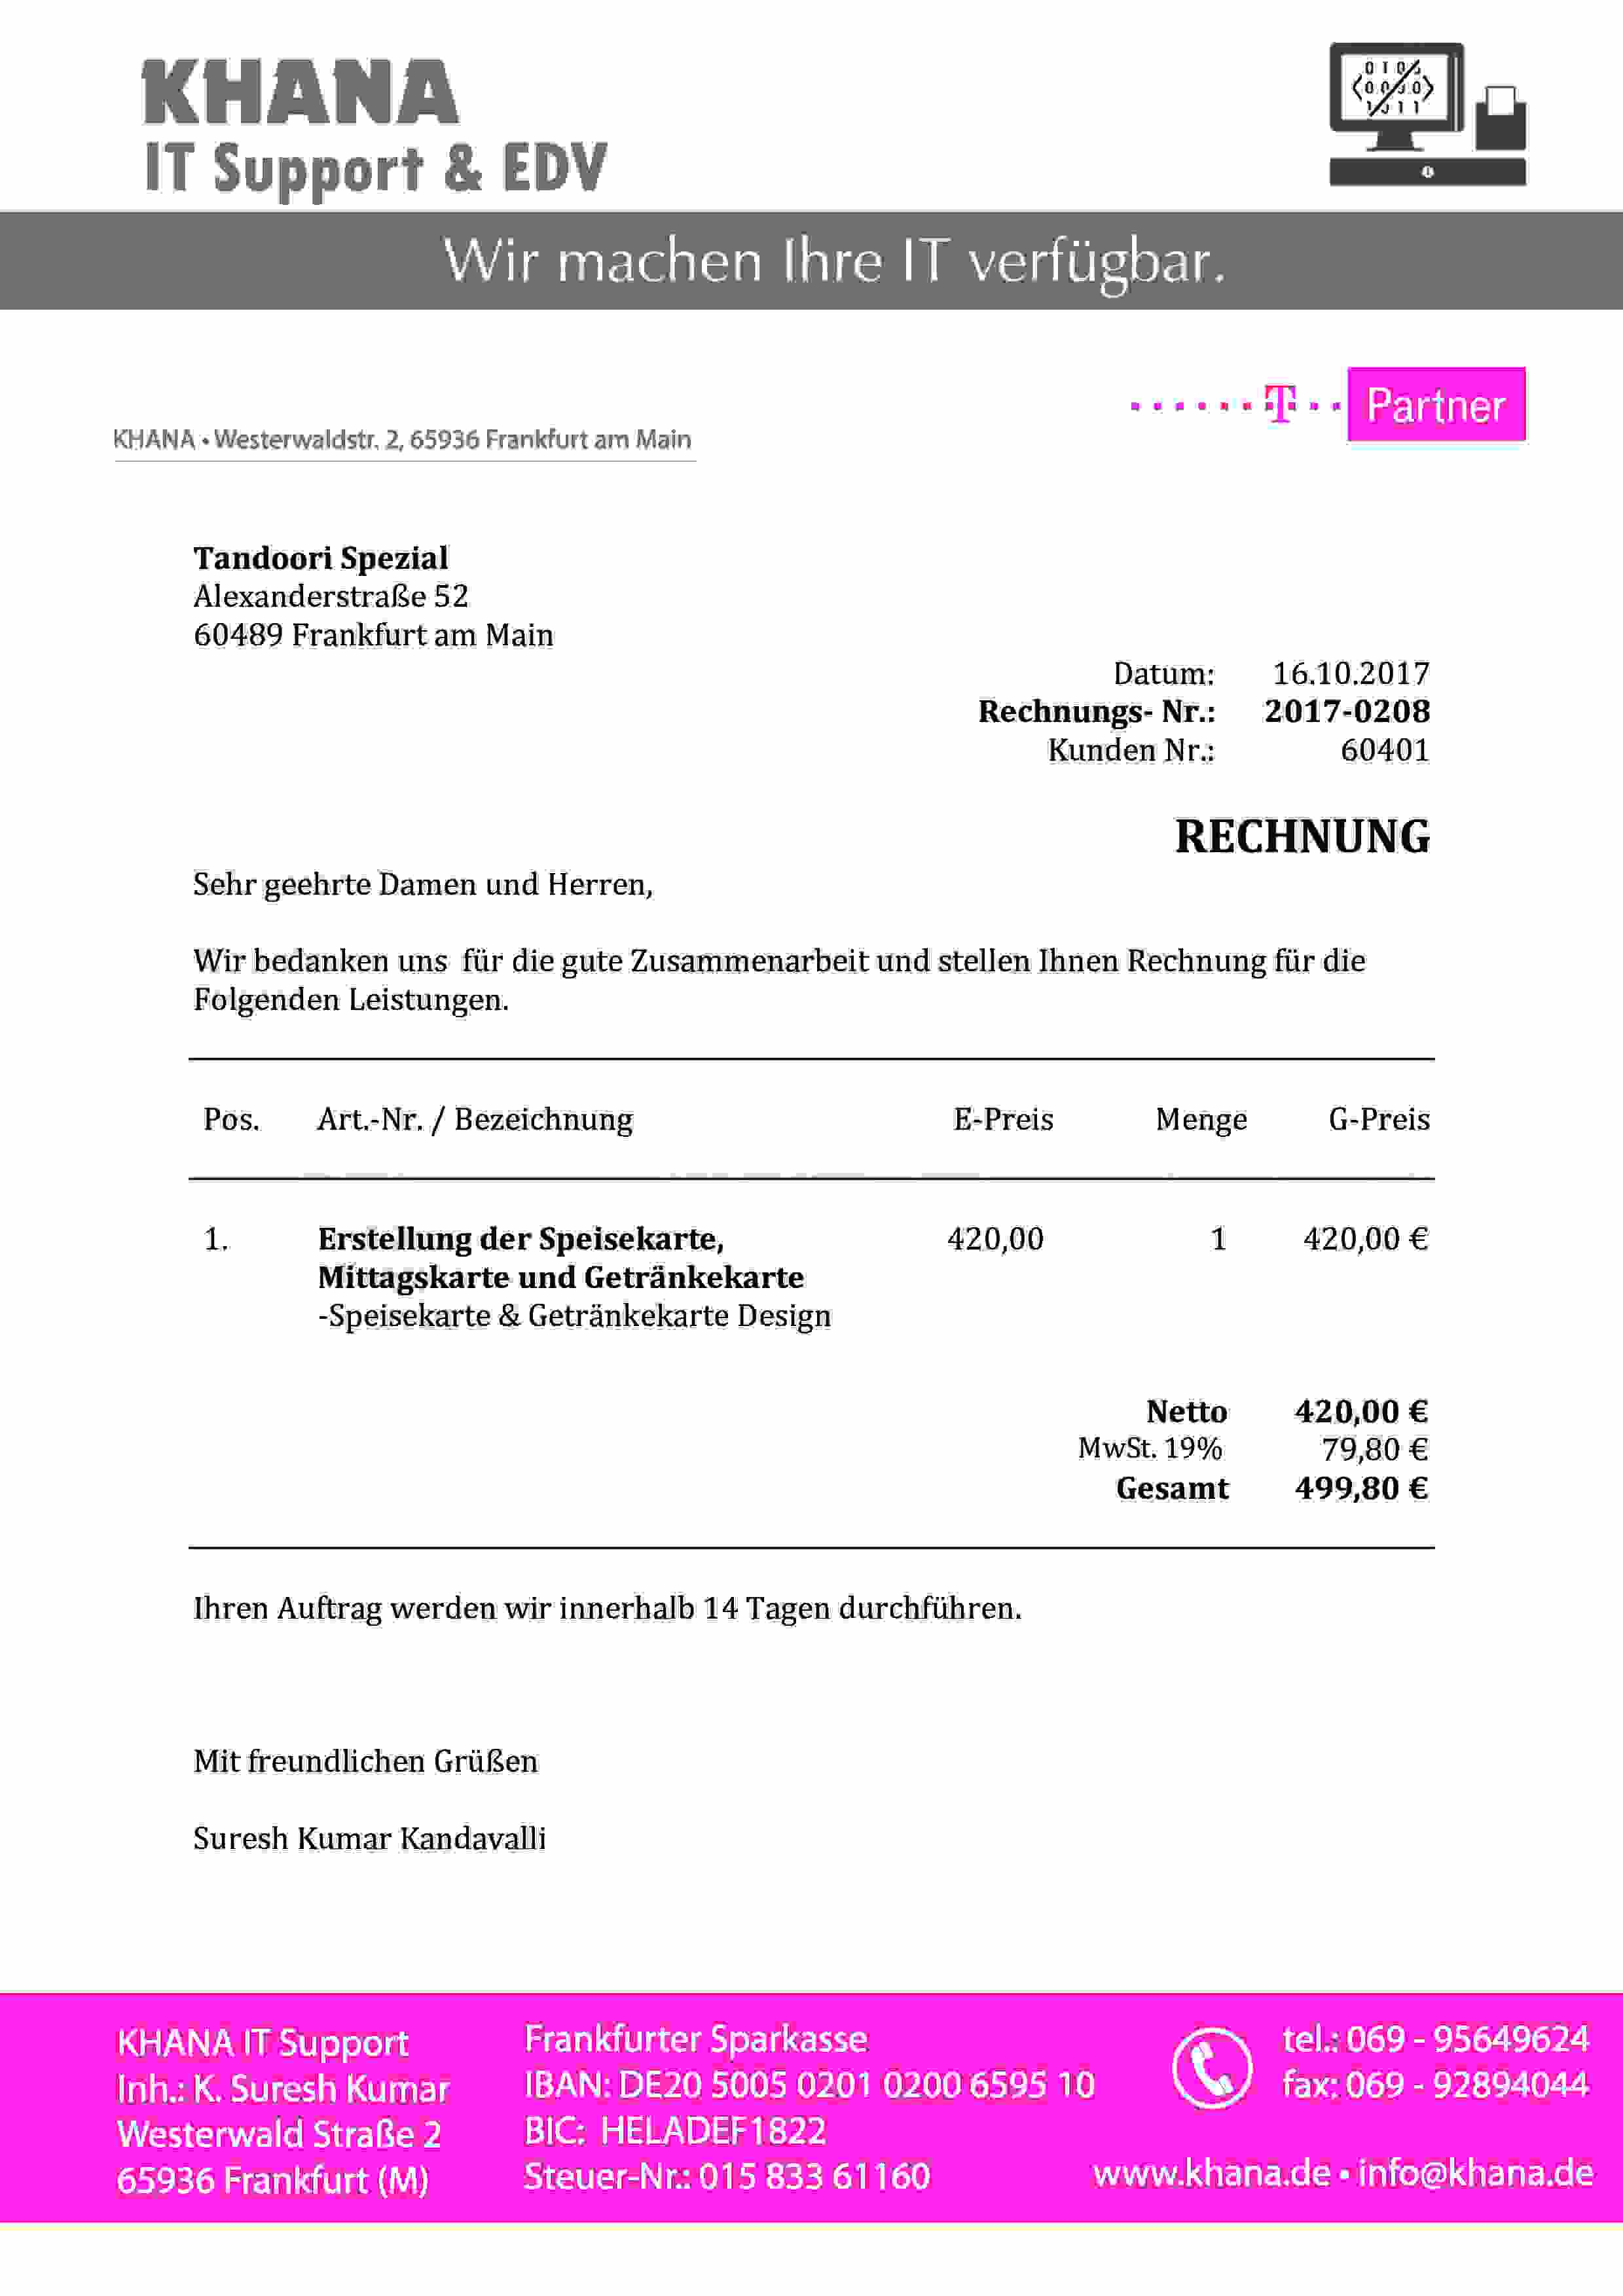 KHANA
IT Support & EDV
Wir machen Ihre IT verfügbar.
T Partner
KHANA • Westerwaldstr. 2, 65936 Frankfurt am Main
Tandoori Spezial
Alexanderstraße 52
60489 Frankfurt am Main
Datum: 16.10.2017
Rechnungs- Nr.: 2017-0208
Kunden Nr.: 60401
RECHNUNG
Sehr geehrte Damen und Herren,
Wir bedanken uns für die gute Zusammenarbeit und stellen Ihnen Rechnung für die
Folgenden Leistungen.
Pos. Art.-Nr. / Bezeichnung E-Preis Menge G-Preis
1. Erstellung der Speisekarte, 420,00 1 420,00 €
Mittagskarte und Getränkekarte
-Speisekarte & Getränkekarte Design
Netto 420,00 €
MwSt. 19% 79,80 €
Gesamt 499,80 €
Ihren Auftrag werden wir innerhalb 14 Tagen durchführen.
Mit freundlichen Grüßen
Suresh Kumar Kandavalli
KHANA IT Support
Inh.: K. Suresh Kumar
Westerwald Straße 2
65936 Frankfurt (M)
Frankfurter Sparkasse
IBAN: DE20 5005 0201 0200 6595 10
BIC: HELADEF1822
Steuer-Nr.: 015 833 61160
tel.: 069 - 95649624
fax: 069 - 92894044
www.khana.de • info@khana.de